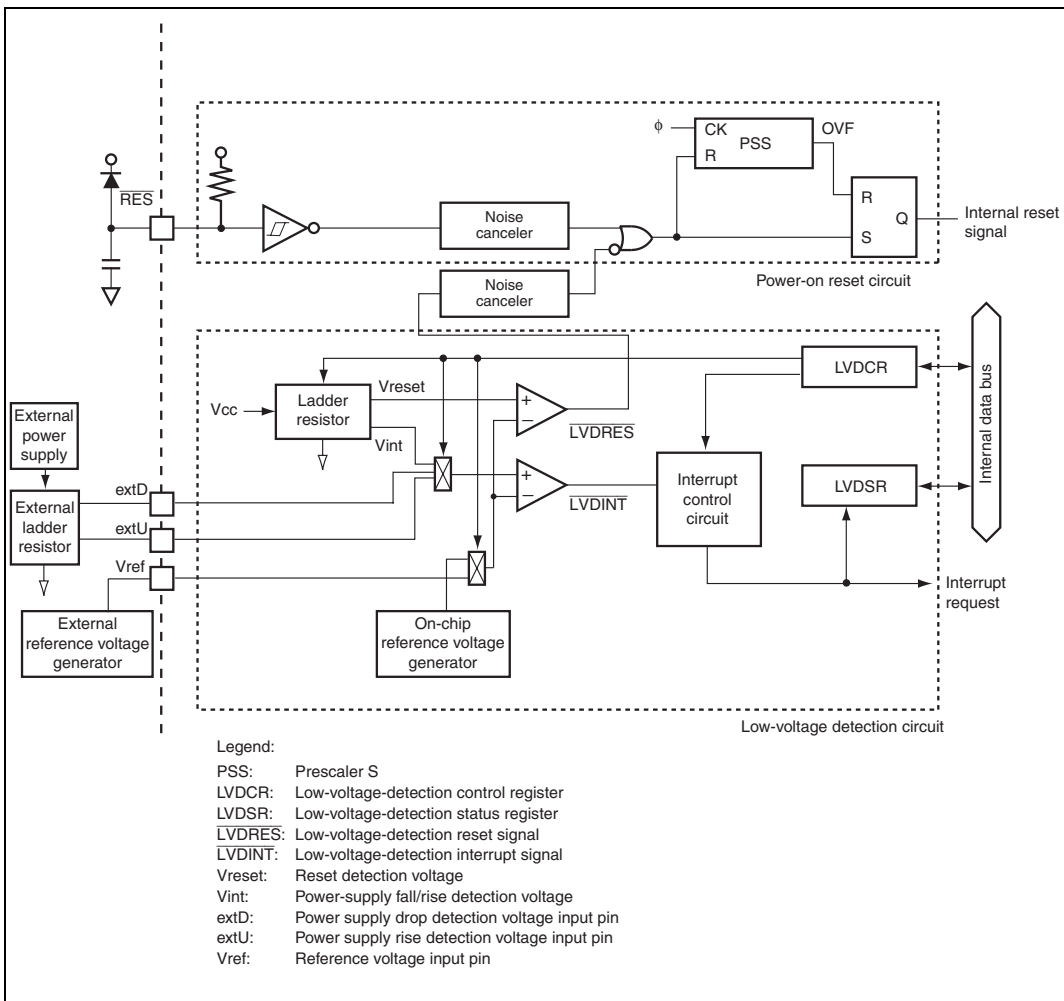 φ
CK
PSS
R
OVF
RES
Noise
canceler
R
Q
S
Internal reset
signal
Power-on reset circuit
Noise
canceler
Vcc
Ladder
resistor
Vreset
Vint
+
−
LVDRES
+
−
LVDINT
LVDCR
Interrupt
control
circuit
LVDSR
Internal data bus
Interrupt
request
External
power
supply
External
ladder
resistor
extD
extU
Vref
External
reference voltage
generator
On-chip
reference voltage
generator
Low-voltage detection circuit
Legend:
PSS: Prescaler S
LVDCR: Low-voltage-detection control register
LVDSR: Low-voltage-detection status register
LVDRES: Low-voltage-detection reset signal
LVDINT: Low-voltage-detection interrupt signal
Vreset: Reset detection voltage
Vint: Power-supply fall/rise detection voltage
extD: Power supply drop detection voltage input pin
extU: Power supply rise detection voltage input pin
Vref: Reference voltage input pin